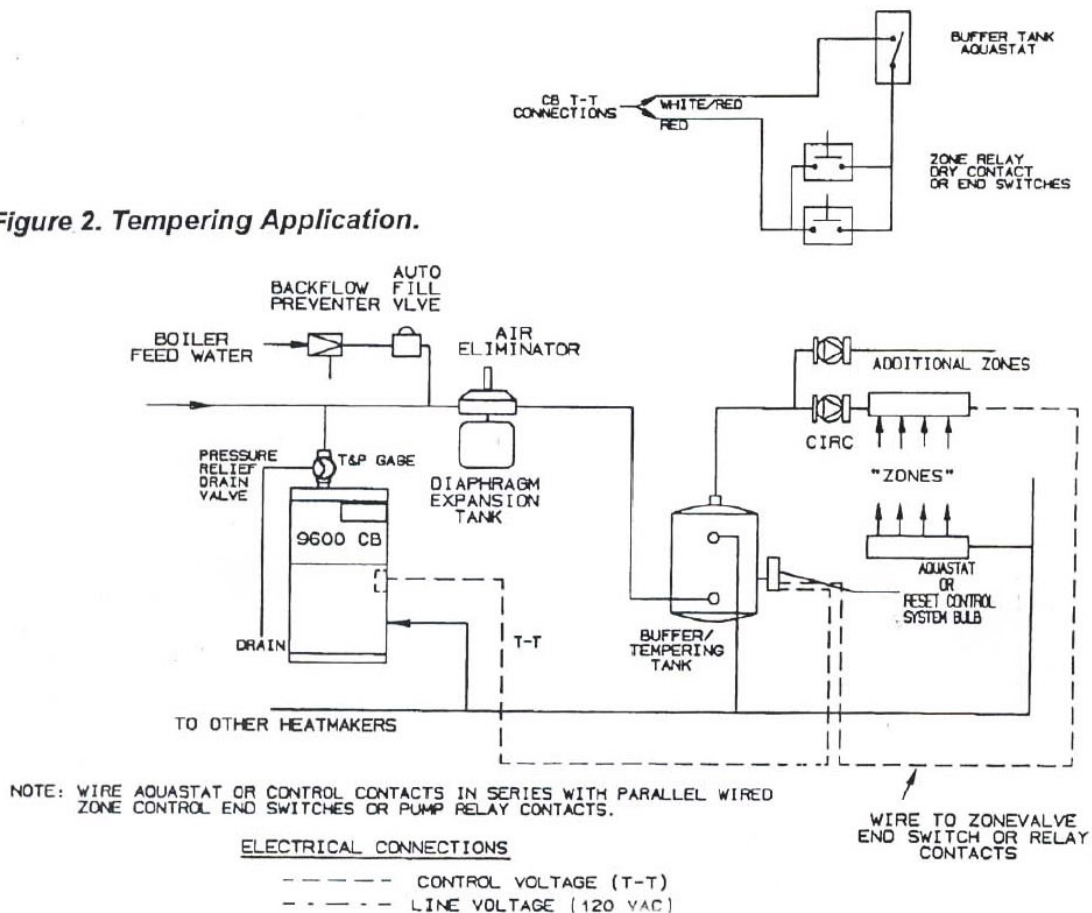 BUFFER TANK
AQUASTAT
CB T-T
CONNECTIONS
WHITE/RED
RED
ZONE RELAY
DRY CONTACT
OR END SWITCHES
Figure 2. Tempering Application.
BACKFLOW
PREVENTER
AUTO
FILL
VLVE
BOILER
FEED WATER
AIR
ELIMINATOR
ADDITIONAL ZONES
CIRC
PRESSURE
RELIEF
DRAIN
VALVE
T&P GAGE
DIAPHRAGM
EXPANSION
TANK
"ZONES"
9600 CB
AQUASTAT
OR
RESET CONTROL
SYSTEM BULB
DRAIN
T-T
BUFFER/
TEMPERING
TANK
TO OTHER HEATMAKERS
NOTE: WIRE AQUASTAT OR CONTROL CONTACTS IN SERIES WITH PARALLEL WIRED
ZONE CONTROL END SWITCHES OR PUMP RELAY CONTACTS.
WIRE TO ZONEVALVE
END SWITCH OR RELAY
CONTACTS
ELECTRICAL CONNECTIONS
CONTROL VOLTAGE (T-T)
LINE VOLTAGE (120 VAC)